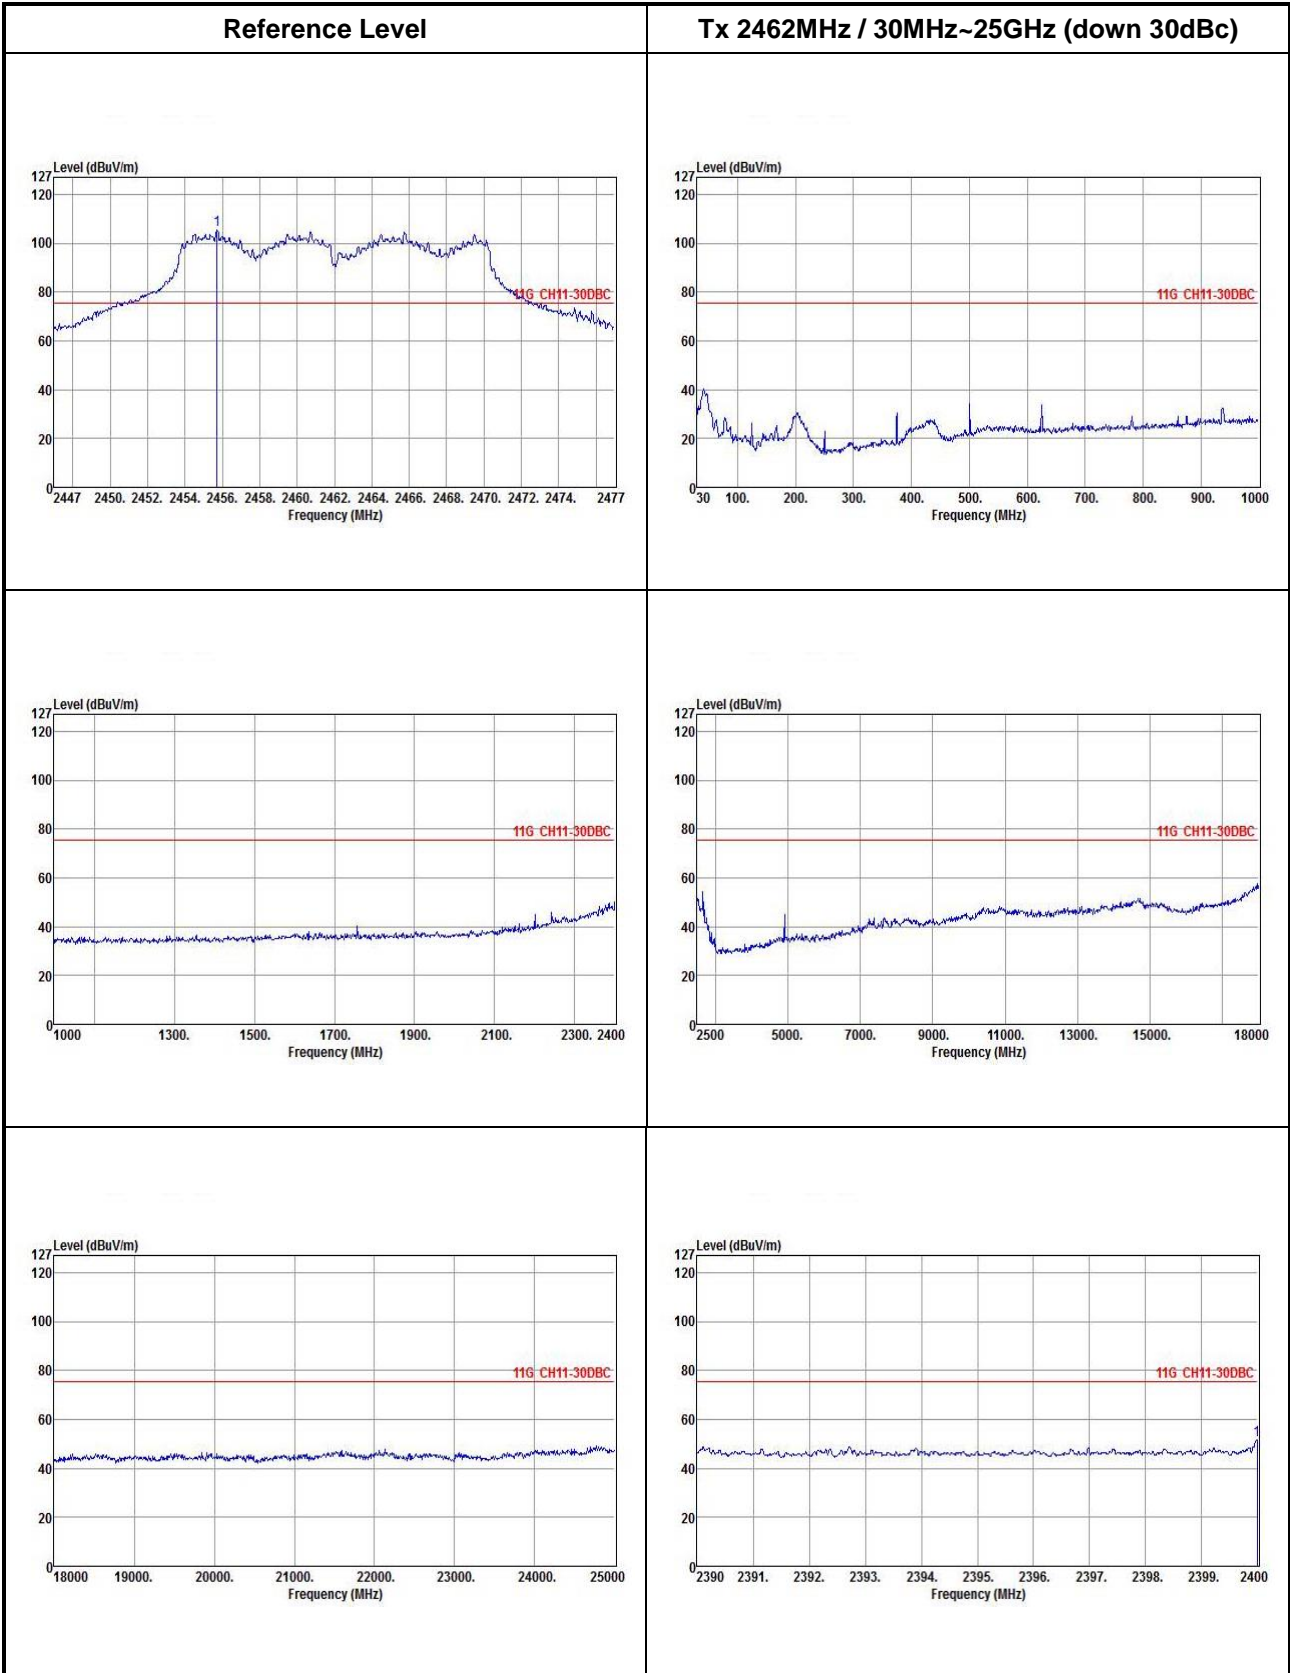 Reference Level
Tx 2462MHz / 30MHz~25GHz (down 30dBc)
Level (dBuV/m)
127
120
100
80
60
40
20
0
1
11G CH11-30DBC
2447 2450. 2452. 2454. 2456. 2458. 2460. 2462. 2464. 2466. 2468. 2470. 2472. 2474. 2477
Frequency (MHz)
Level (dBuV/m)
127
120
100
80
60
40
20
0
11G CH11-30DBC
30 100. 200. 300. 400. 500. 600. 700. 800. 900. 1000
Frequency (MHz)
Level (dBuV/m)
127
120
100
80
60
40
20
0
11G CH11-30DBC
1000 1300. 1500. 1700. 1900. 2100. 2300. 2400
Frequency (MHz)
Level (dBuV/m)
127
120
100
80
60
40
20
0
11G CH11-30DBC
2500 5000. 7000. 9000. 11000. 13000. 15000. 18000
Frequency (MHz)
Level (dBuV/m)
127
120
100
80
60
40
20
0
11G CH11-30DBC
18000 19000. 20000. 21000. 22000. 23000. 24000. 25000
Frequency (MHz)
Level (dBuV/m)
127
120
100
80
60
40
20
0
11G CH11-30DBC
1
2390 2391. 2392. 2393. 2394. 2395. 2396. 2397. 2398. 2399. 2400
Frequency (MHz)